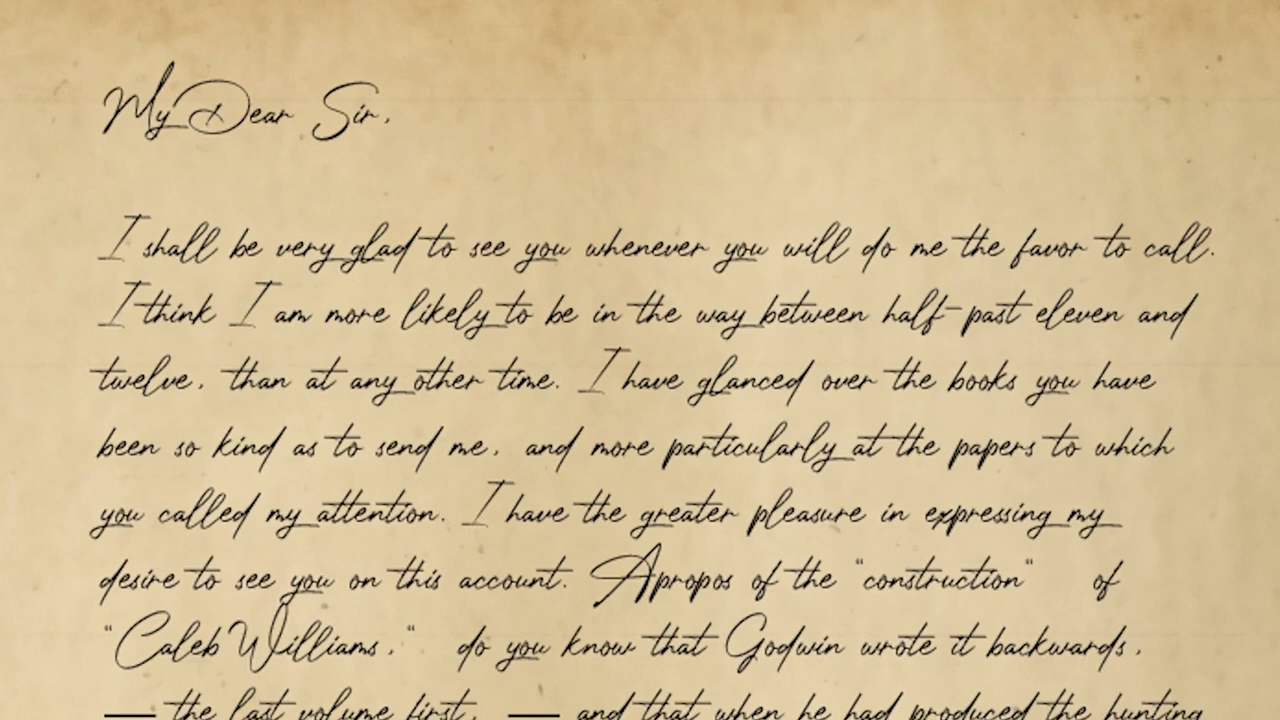 My Dear Sir,
I shall be very glad to see you whenever you will do me the favor to call.
I think I am more likely to be in the way between half-past eleven and
twelve, than at any other time. I have glanced over the books you have
been so kind as to send me, and more particularly at the papers to which
you called my attention. I have the greater pleasure in expressing my
desire to see you on this account. Apropos of the "construction" of
"Caleb Williams," do you know that Godwin wrote it backwards,
— the last volume first, — and that when he had produced the hunting